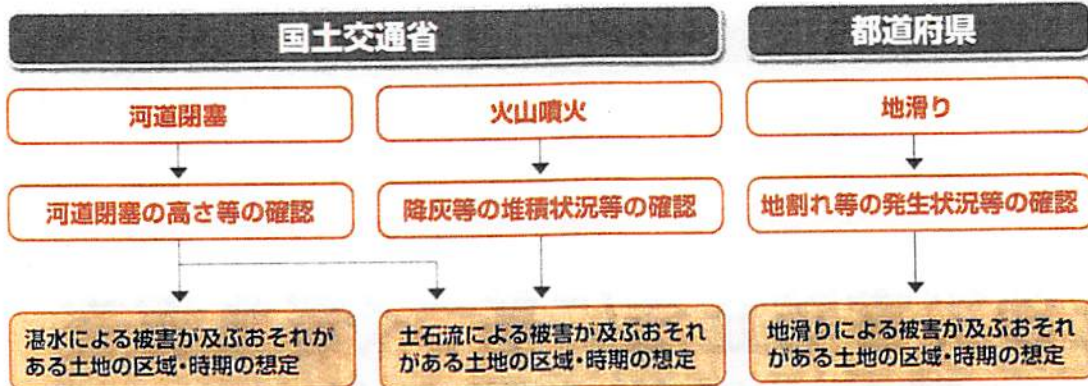 国土交通省
都道府県
河道閉塞
火山噴火
地滑り
河道閉塞の高さ等の確認
降灰等の堆積状況等の確認
地割れ等の発生状況等の確認
湛水による被害が及ぶおそれが
ある土地の区域・時期の想定
土石流による被害が及ぶおそれ
がある土地の区域・時期の想定
地滑りによる被害が及ぶおそれ
がある土地の区域・時期の想定